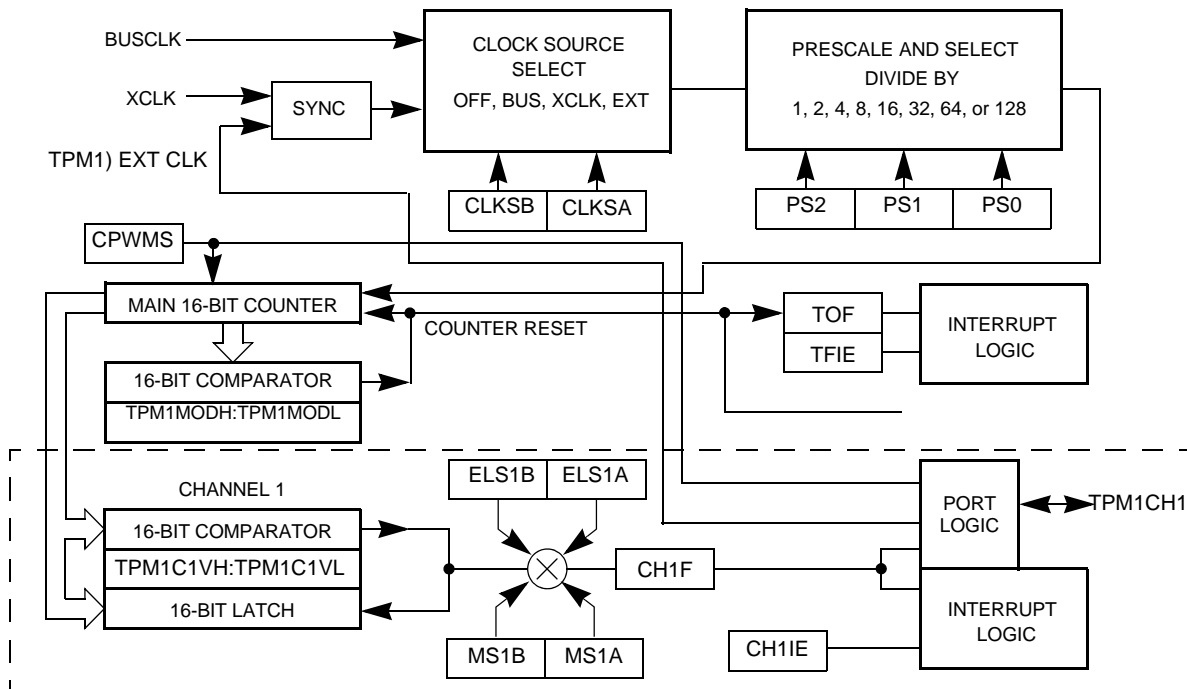 BUSCLK
XCLK
TPM1) EXT CLK
SYNC
CLOCK SOURCE
SELECT
OFF, BUS, XCLK, EXT
PRESCALE AND SELECT
DIVIDE BY
1, 2, 4, 8, 16, 32, 64, or 128
CLKSB
CLKSA
PS2
PS1
PS0
CPWMS
MAIN 16-BIT COUNTER
COUNTER RESET
TOF
TFIE
INTERRUPT
LOGIC
16-BIT COMPARATOR
TPM1MODH:TPM1MODL
CHANNEL 1
ELS1B
ELS1A
16-BIT COMPARATOR
TPM1C1VH:TPM1C1VL
16-BIT LATCH
CH1F
PORT
LOGIC
TPM1CH1
MS1B
MS1A
CH1IE
INTERRUPT
LOGIC